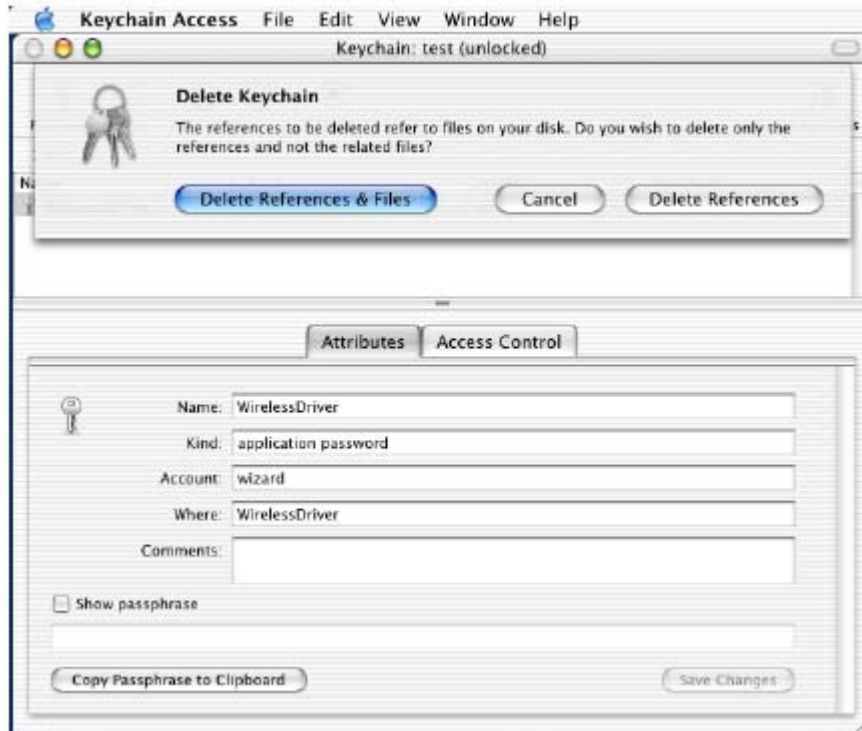 Keychain Access File Edit View Window Help
Keychain: test (unlocked)
Delete Keychain
The references to be deleted refer to files on your disk. Do you wish to delete only the
references and not the related files?
Delete References & Files Cancel Delete References
Attributes Access Control
Name: WirelessDriver
Kind: application password
Account: wizard
Where: WirelessDriver
Comments:
Show passphrase
Copy Passphrase to Clipboard Save Changes